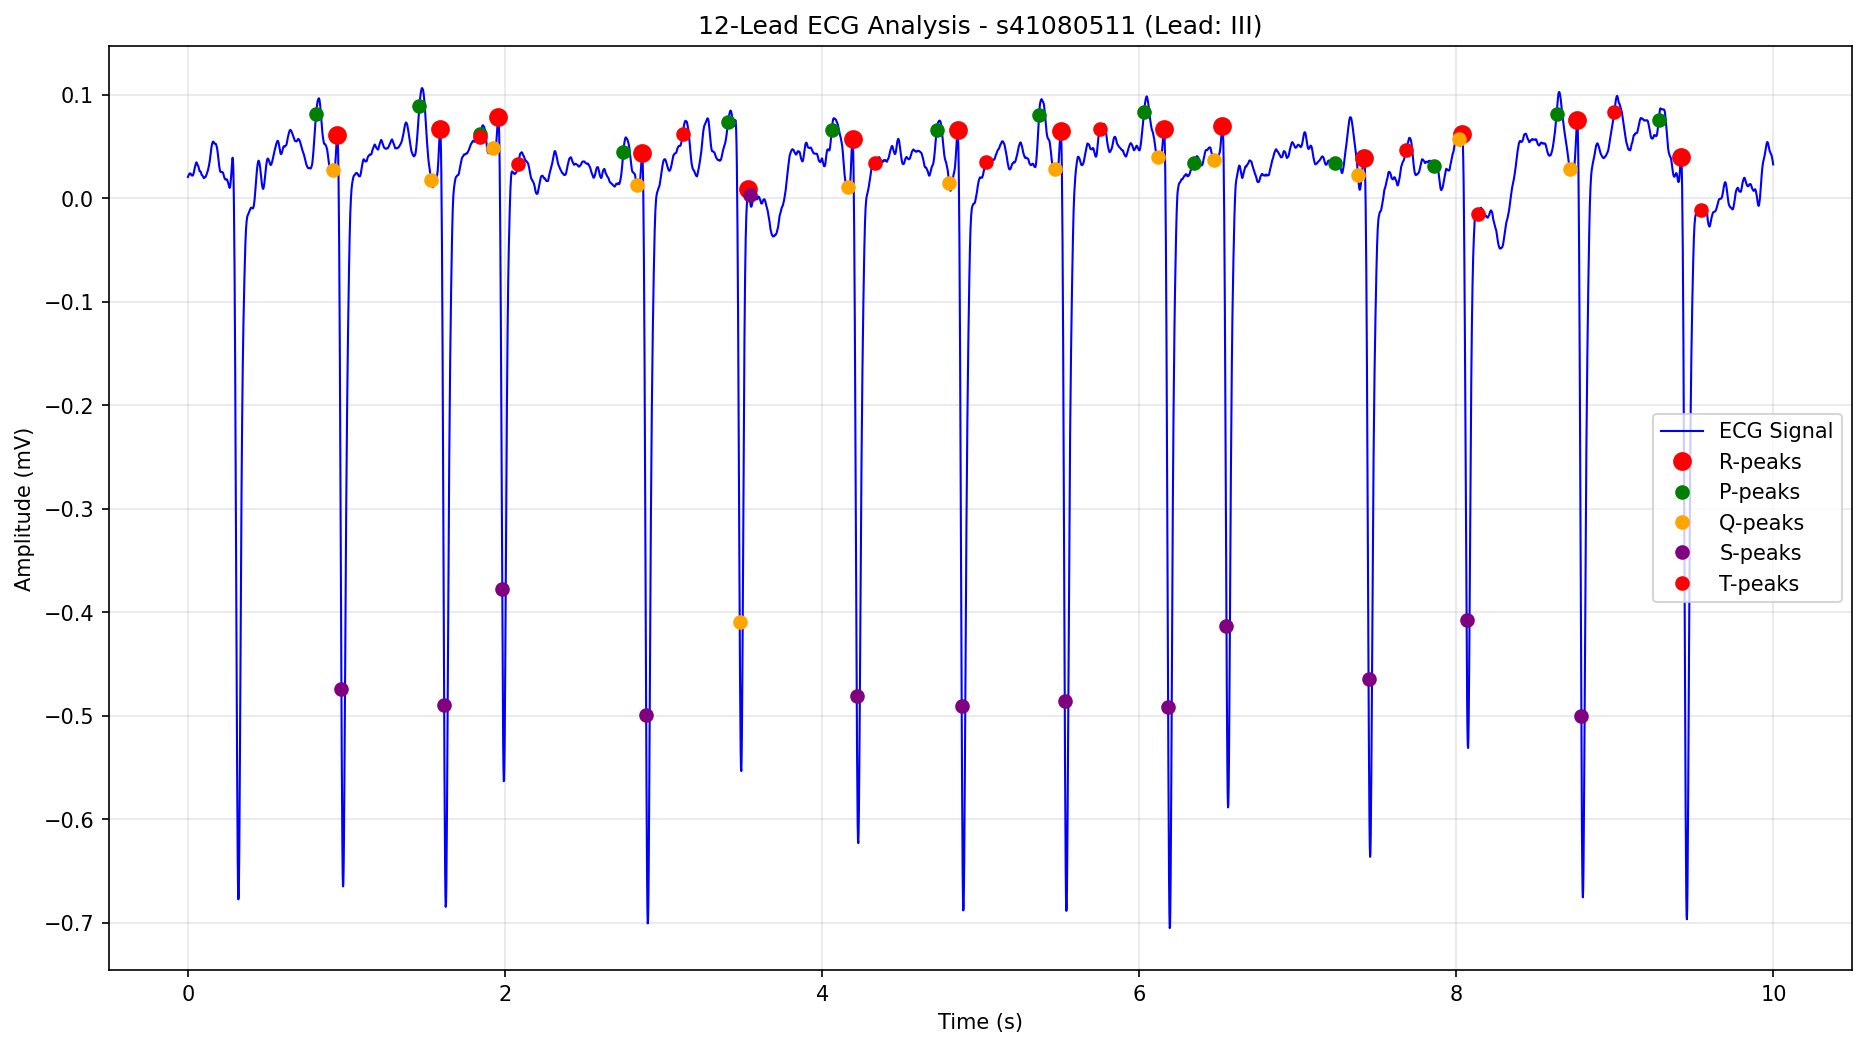 12-Lead ECG Analysis - s41080511 (Lead: III)
Amplitude (mV)
0.1
0.0
−0.1
−0.2
−0.3
−0.4
−0.5
−0.6
−0.7
ECG Signal
R-peaks
P-peaks
Q-peaks
S-peaks
T-peaks
0 2 4 6 8 10
Time (s)